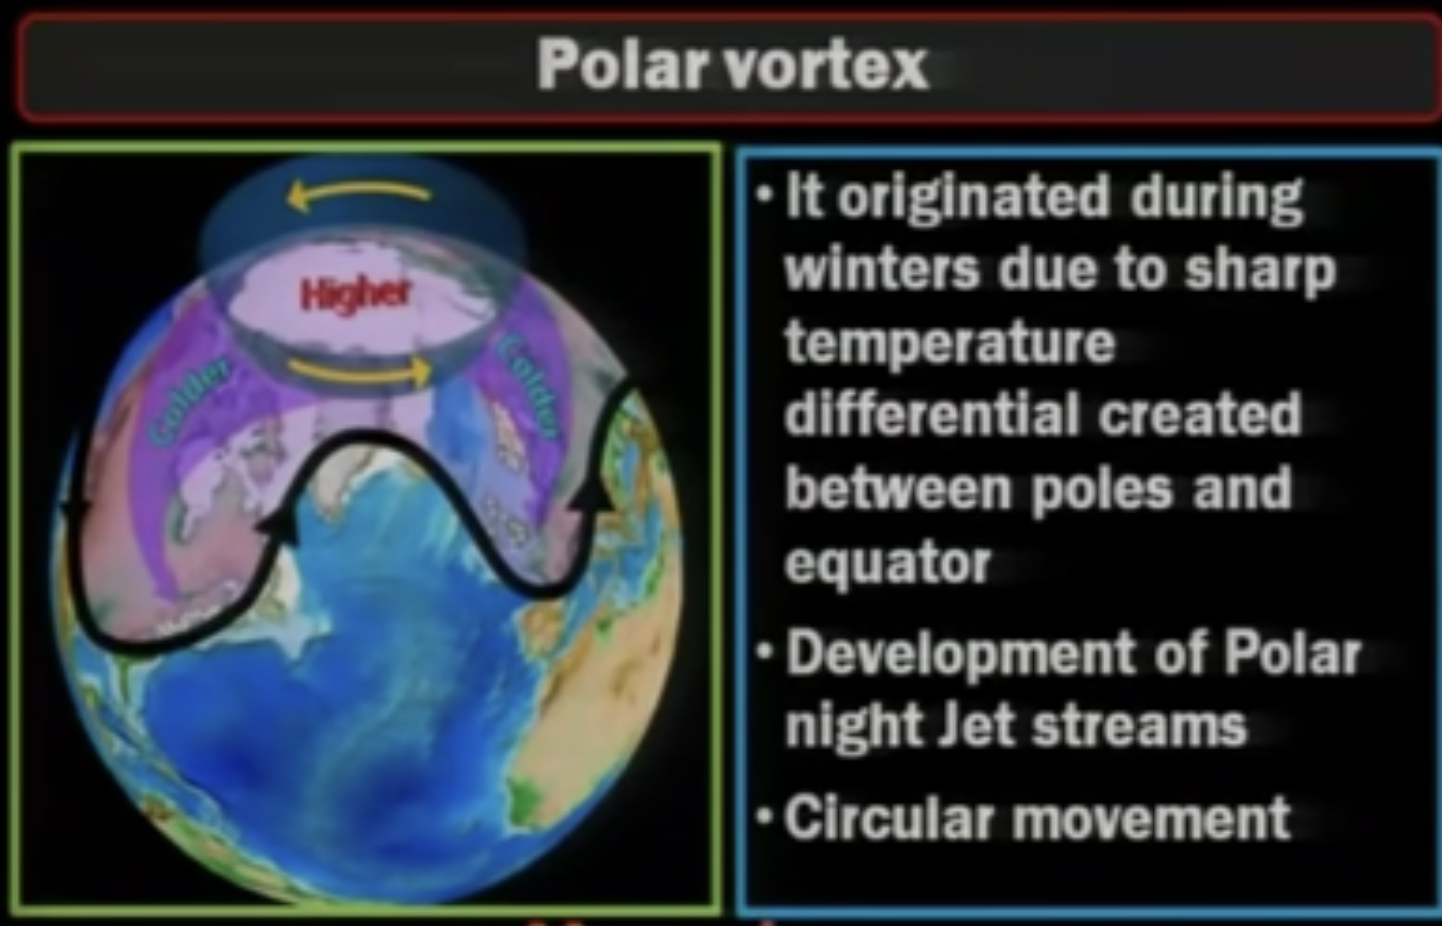 Polar vortex
Higher
Colder
Colder
• It originated during
winters due to sharp
temperature
differential created
between poles and
equator
• Development of Polar
night Jet streams
• Circular movement